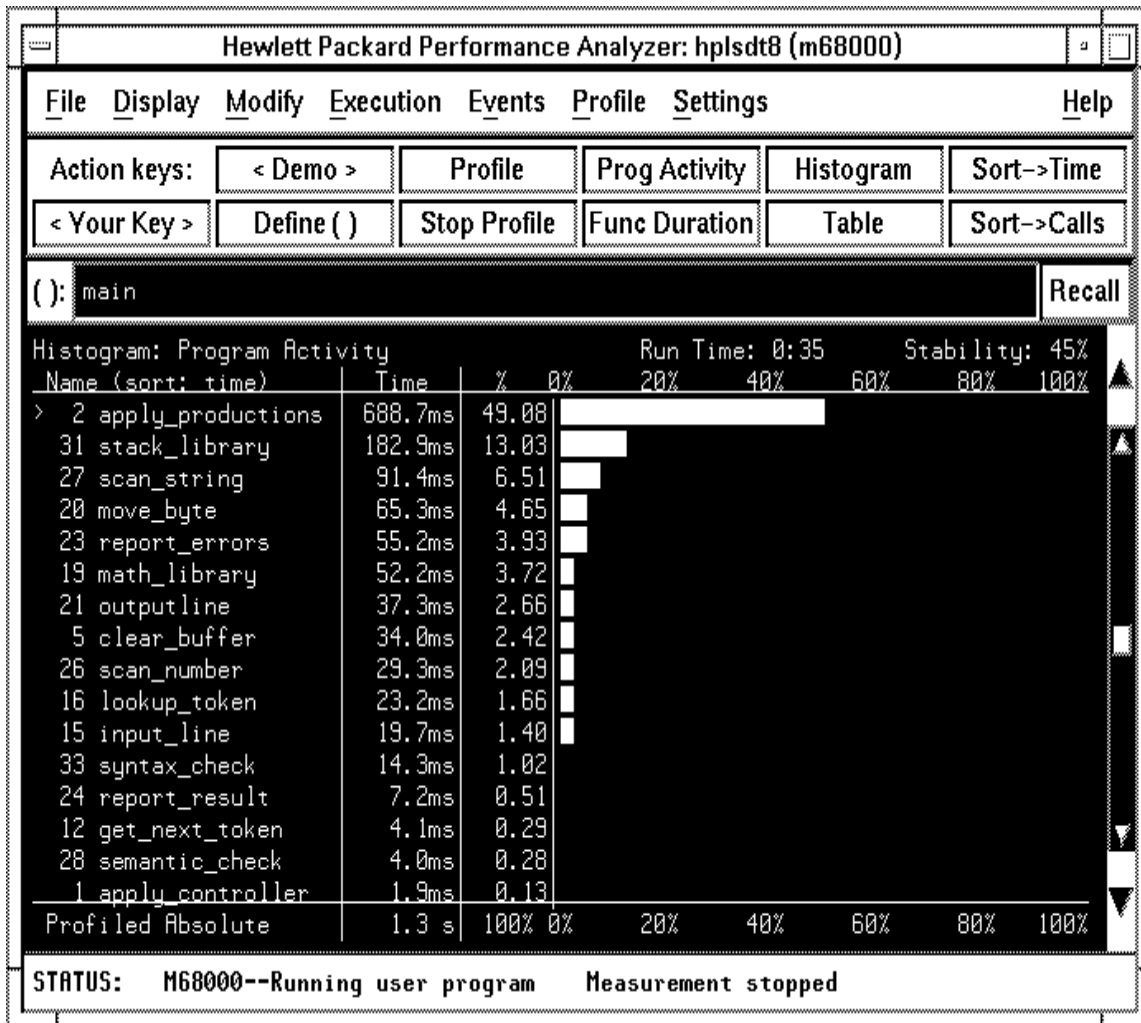 Hewlett Packard Performance Analyzer: hplsdt8 (m68000)
File Display Modify Execution Events Profile Settings Help
Action keys: < Demo > Profile Prog Activity Histogram Sort->Time
< Your Key > Define ( ) Stop Profile Func Duration Table Sort->Calls
( ): main Recall
Histogram: Program Activity Run Time: 0:35 Stability: 45%
Name (sort: time) Time % 0% 20% 40% 60% 80% 100%
> 2 apply_productions 688.7ms 49.08
31 stack_library 182.9ms 13.03
27 scan_string 91.4ms 6.51
20 move_byte 65.3ms 4.65
23 report_errors 55.2ms 3.93
19 math_library 52.2ms 3.72
21 outputline 37.3ms 2.66
5 clear_buffer 34.0ms 2.42
26 scan_number 29.3ms 2.09
16 lookup_token 23.2ms 1.66
15 input_line 19.7ms 1.40
33 syntax_check 14.3ms 1.02
24 report_result 7.2ms 0.51
12 get_next_token 4.1ms 0.29
28 semantic_check 4.0ms 0.28
1 apply_controller 1.9ms 0.13
Profiled Absolute 1.3 s 100% 0% 20% 40% 60% 80% 100%
STATUS: M68000--Running user program Measurement stopped